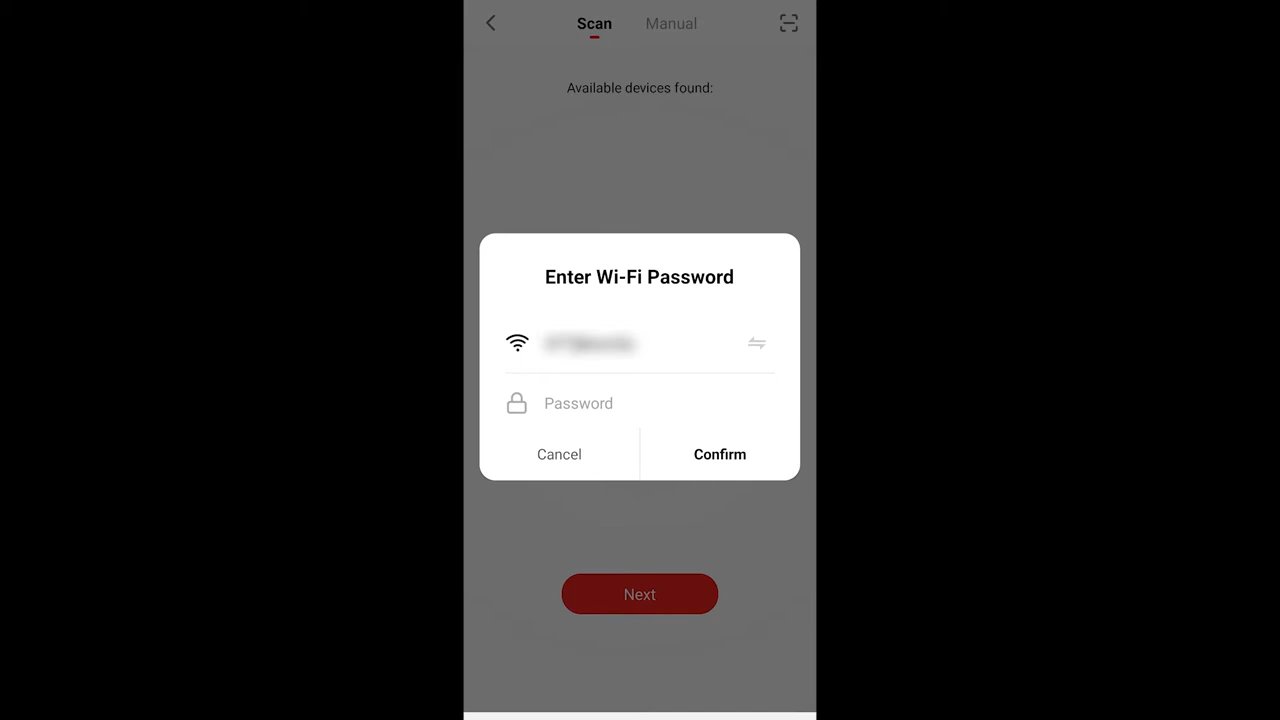 Scan Manual
Available devices found:
Enter Wi-Fi Password
Password
Cancel Confirm
Next